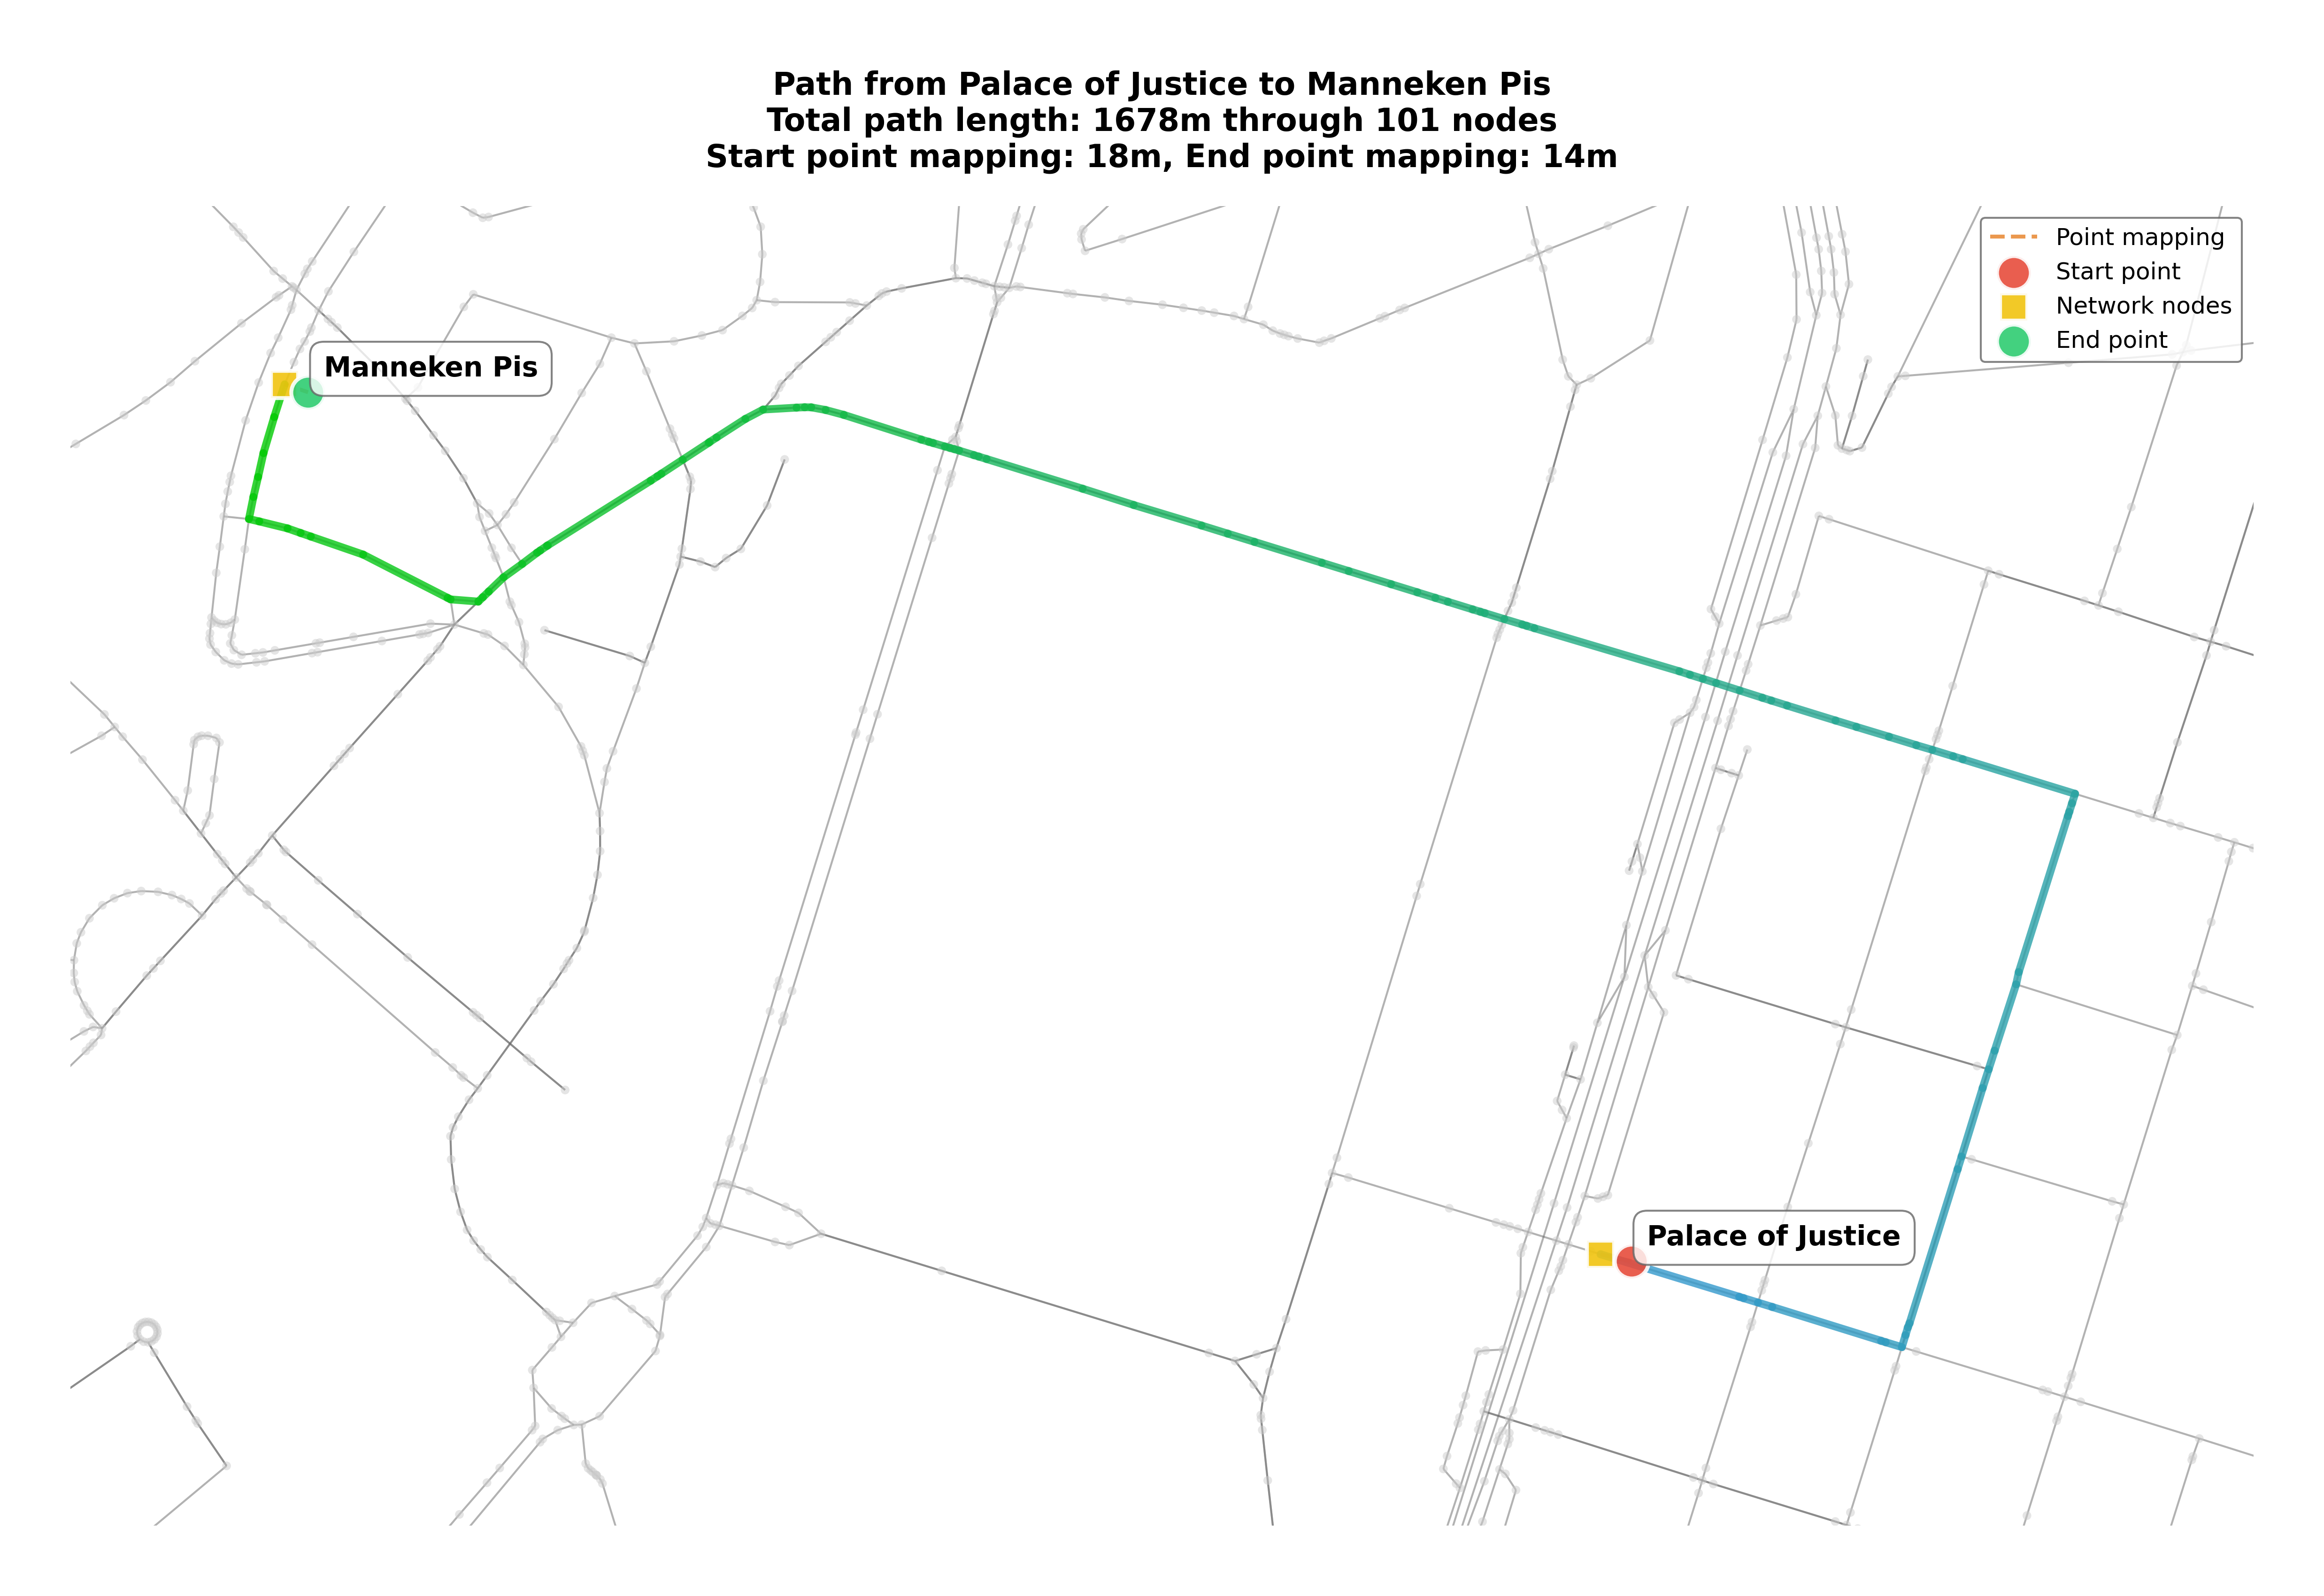 Path from Palace of Justice to Manneken Pis
Total path length: 1678m through 101 nodes
Start point mapping: 18m, End point mapping: 14m
Point mapping
Start point
Network nodes
End point
Manneken Pis
Palace of Justice